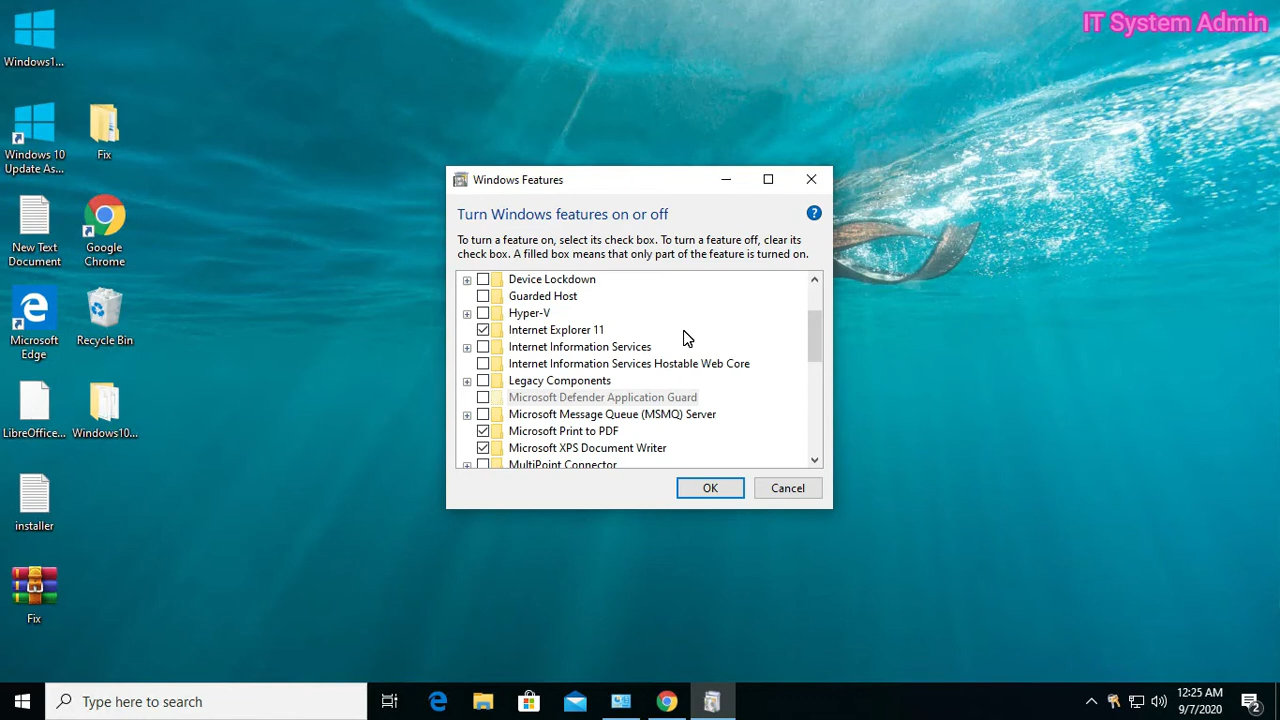 IT System Admin
Windows1...
Windows 10
Update As...
Fix
New Text
Document
Google
Chrome
Microsoft
Edge
Recycle Bin
LibreOffice...
Windows10...
installer
Fix
Windows Features
Turn Windows features on or off
To turn a feature on, select its check box. To turn a feature off, clear its
check box. A filled box means that only part of the feature is turned on.
Device Lockdown
Guarded Host
Hyper-V
Internet Explorer 11
Internet Information Services
Internet Information Services Hostable Web Core
Legacy Components
Microsoft Defender Application Guard
Microsoft Message Queue (MSMQ) Server
Microsoft Print to PDF
Microsoft XPS Document Writer
MultiPoint Connector
OK
Cancel
Type here to search
12:25 AM
9/7/2020
2